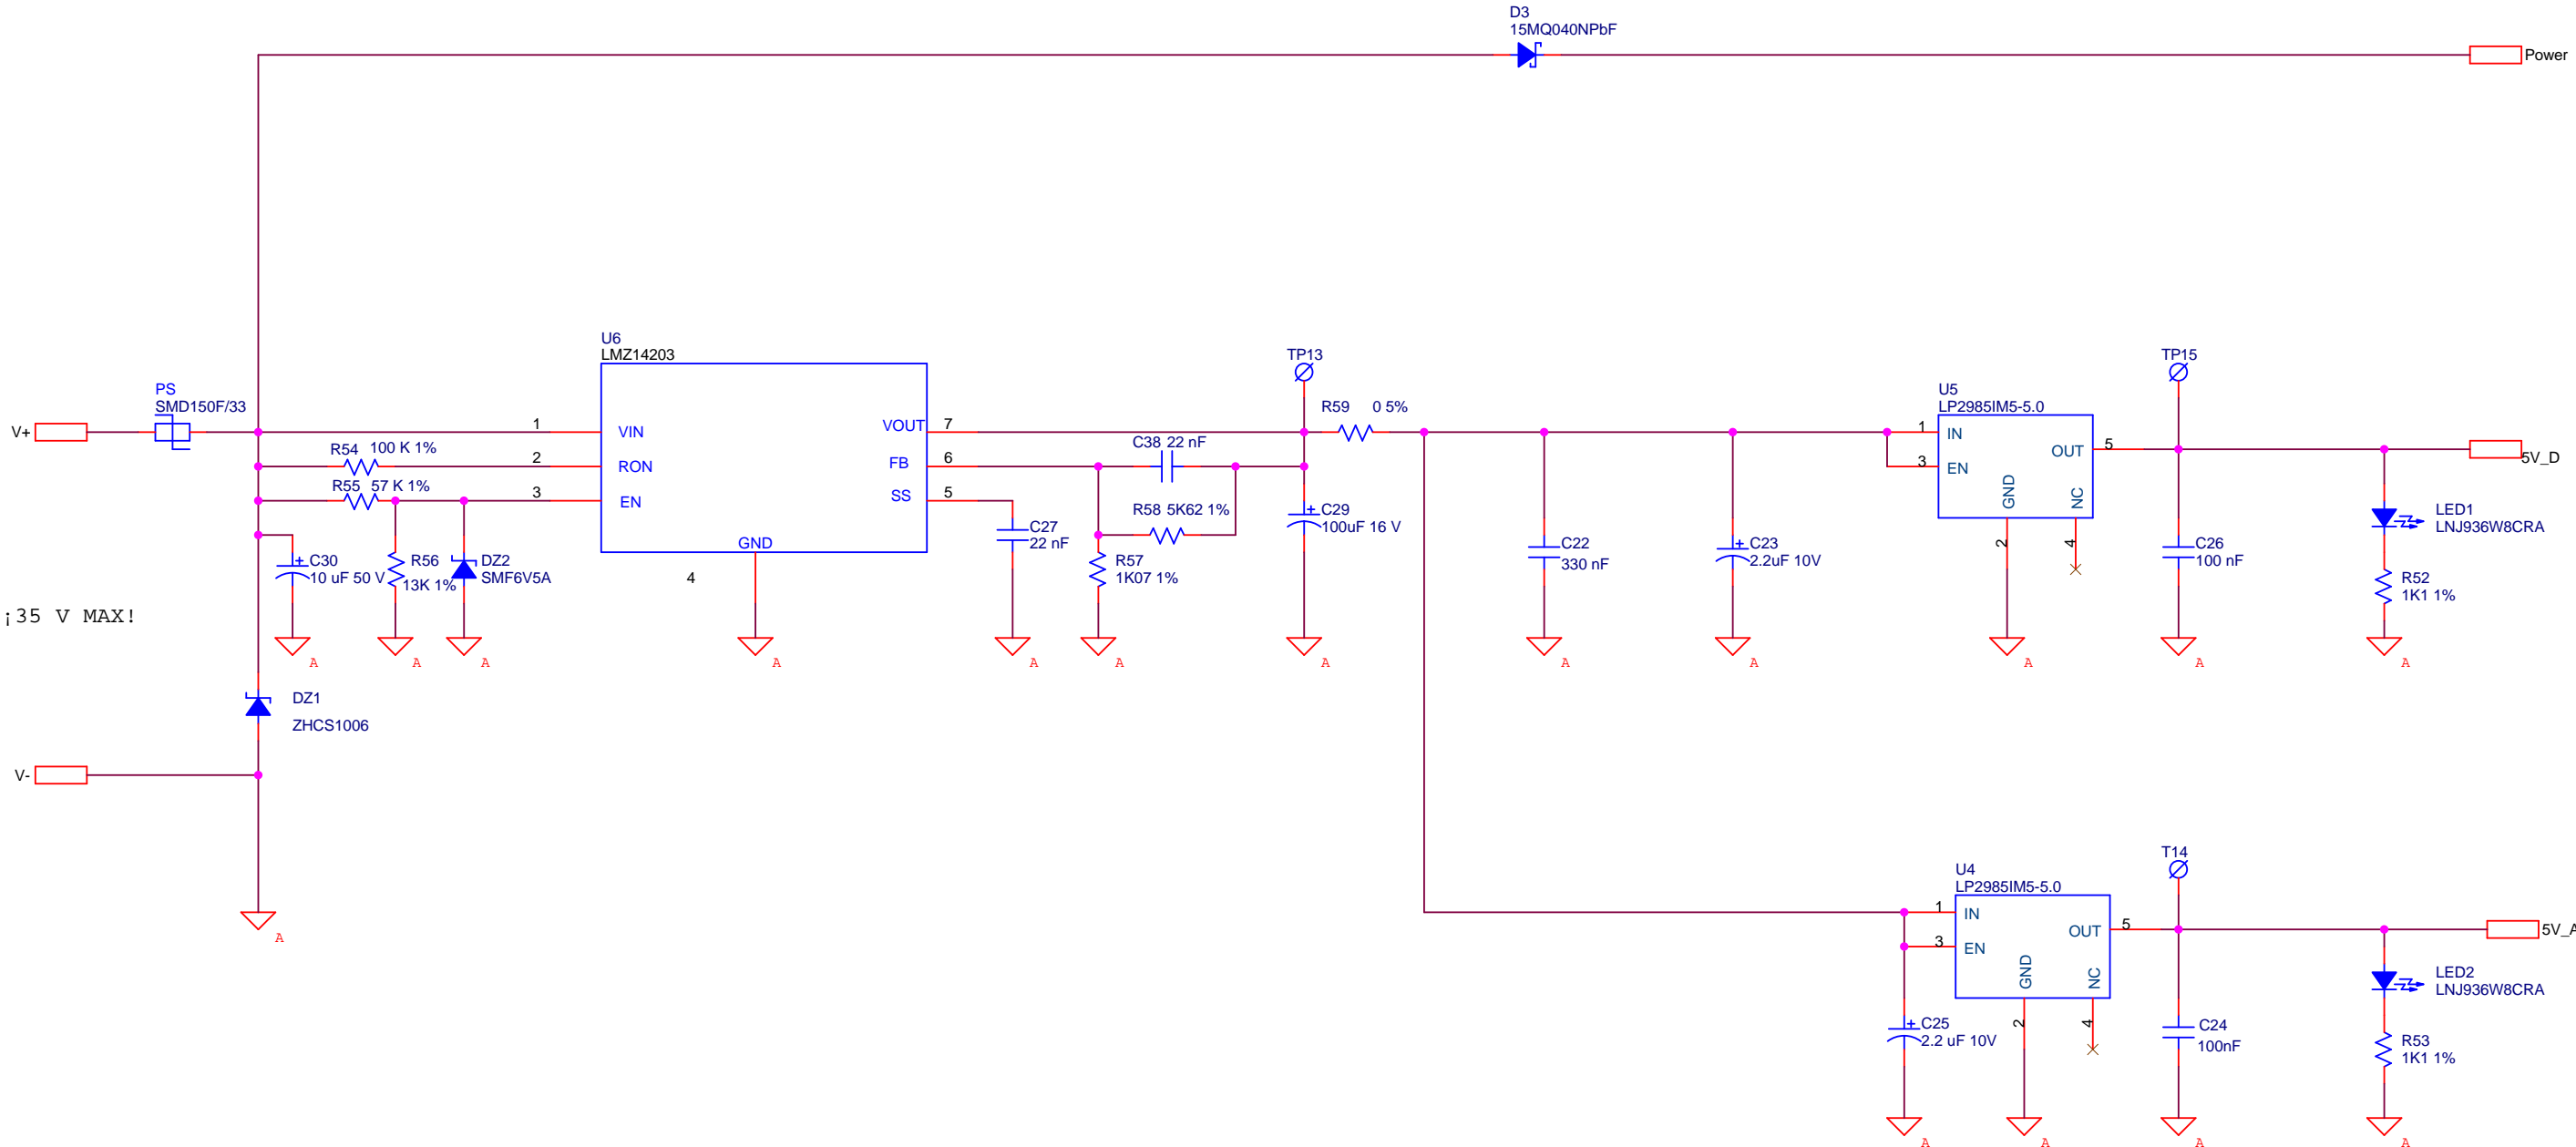 D3
15MQ040NPbF
Power
U6
LMZ14203
PS
SMD150F/33
V+
R54 100 K 1%
R55 57 K 1%
1
2
3
VIN
RON
EN
VOUT
FB
SS
GND
4
7
6
5
C30
10 uF 50 V
R56
13K 1%
DZ2
SMF6V5A
A
A
A
A
A
A
A
¡35 V MAX!
DZ1
ZHCS1006
V-
A
C27
22 nF
C38 22 nF
R58 5K62 1%
R57
1K07 1%
TP13
R59 0 5%
C29
100uF 16 V
C22
330 nF
C23
2.2uF 10V
A
A
U5
LP2985IM5-5.0
1
3
IN
EN
OUT
GND
NC
2
4
5
A
TP15
5V_D
C26
100 nF
A
LED1
LNJ936W8CRA
R52
1K1 1%
A
U4
LP2985IM5-5.0
1
3
IN
EN
OUT
GND
NC
2
4
5
A
T14
5V_A
C25
2.2 uF 10V
A
C24
100nF
A
LED2
LNJ936W8CRA
R53
1K1 1%
A